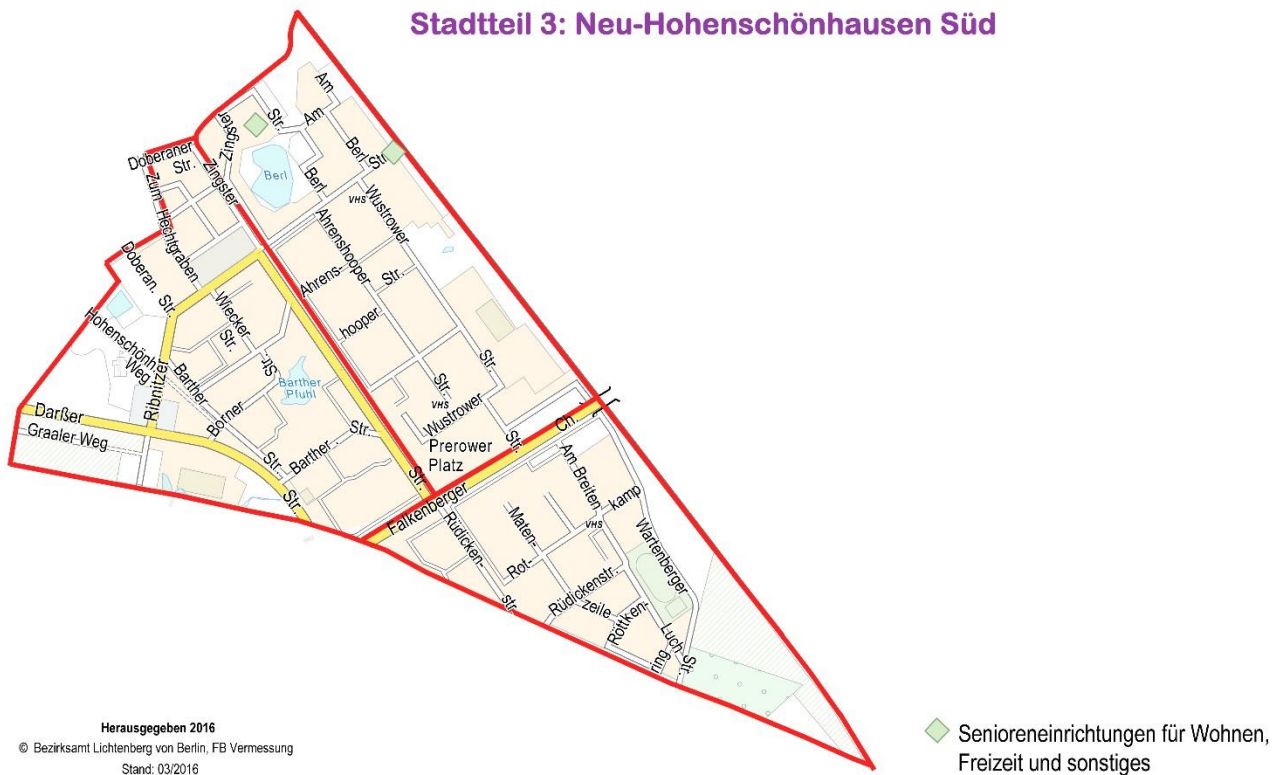 Stadtteil 3: Neu-Hohenschönhausen Süd
Am
Str.
Am
Zingster
Berl
Str.
Doberaner
Str.
Zingster
Berl
Berl
VHS
Wustrower
Zum Hechtgraben
Ahrenshooper
Doberan. Str.
Ahrens-
Str.
hooper
Wiecker
Str.
Str.
Hohenschönh.
Weg
Barther
Pfuhl
Str.
Barther
Ribnitzer
Str.
VHS
Wustrower
Str.
Ch.
Darßer
Borner
Graaler Weg
Barther
Str.
Prerower
Platz
Str.
Str.
Str.
Falkenberger
Am Breiten
kamp
Rüdicken-
str.
Maten-
VHS
Rot-
Wartenberger
Rüdickenstr.
zeile
Rottken-
ring
Luch
Str.
Herausgegeben 2016
© Bezirksamt Lichtenberg von Berlin, FB Vermessung
Stand: 03/2016
Senioreneinrichtungen für Wohnen,
Freizeit und sonstiges